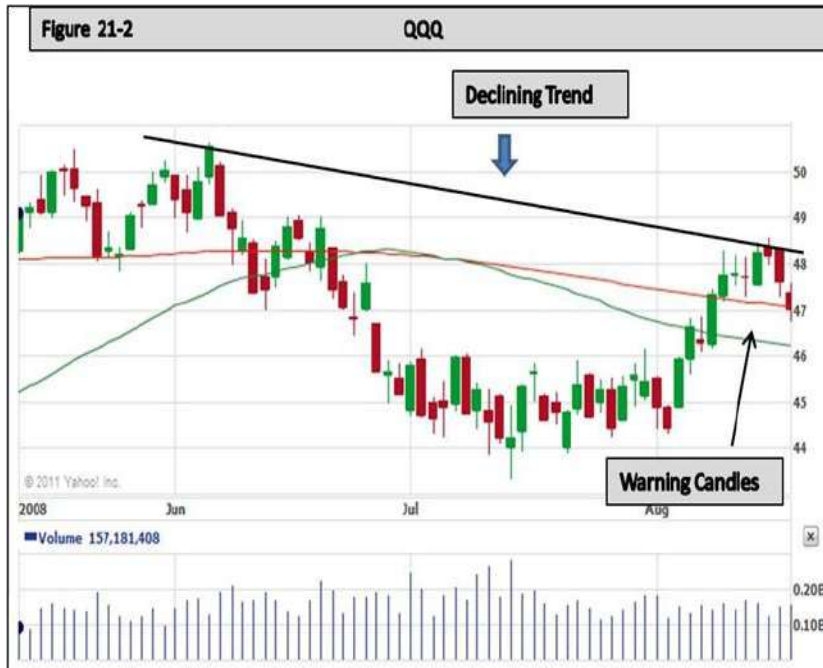 Figure 21-2 QQQ
Declining Trend
50
49
48
47
46
45
44
Warning Candles
© 2011 Yahoo! Inc.
2008 Jun Jul Aug
Volume 157,181,408 X
0.20B
0.10B